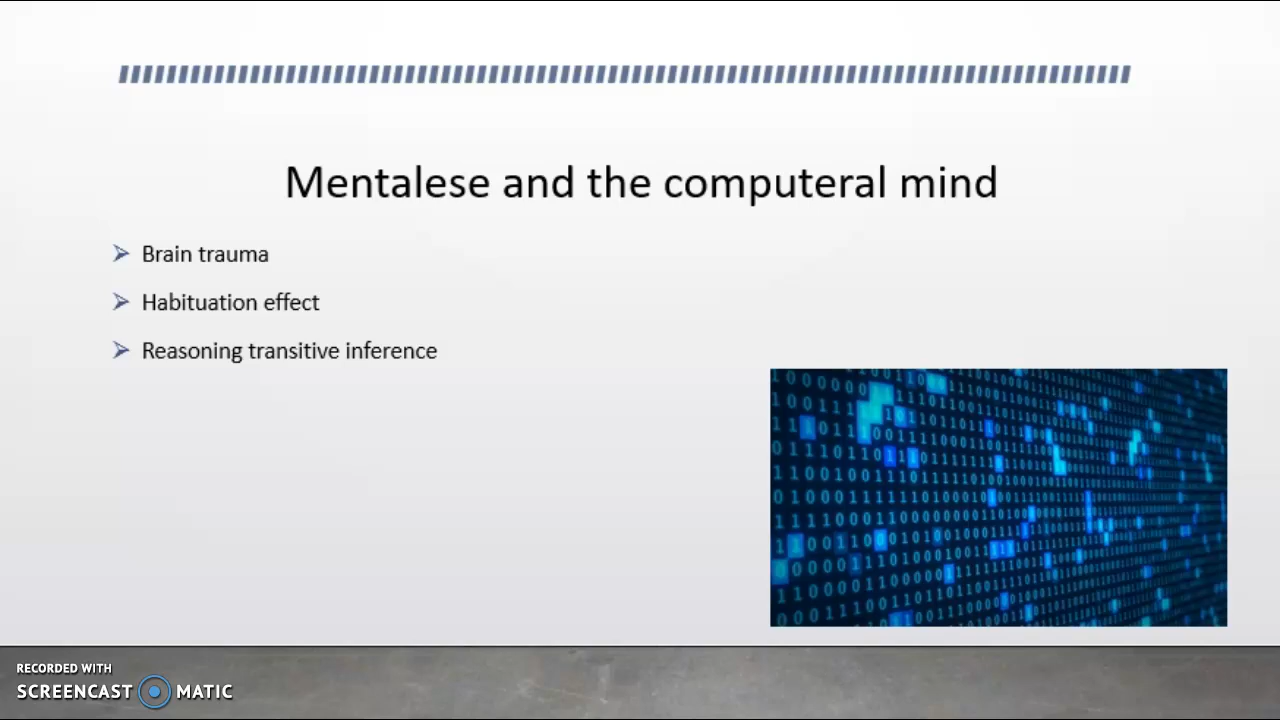 Mentalese and the computeral mind
Brain trauma
Habituation effect
Reasoning transitive inference
RECORDED WITH
SCREENCAST MATIC